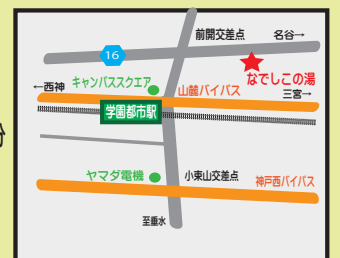 前開交差点
名谷→
16
なでしこの湯
←西神
キャンパススクエア
山麓バイパス
三宮→
学園都市駅
分
ヤマダ電機
小東山交差点
神戸西バイパス
至垂水